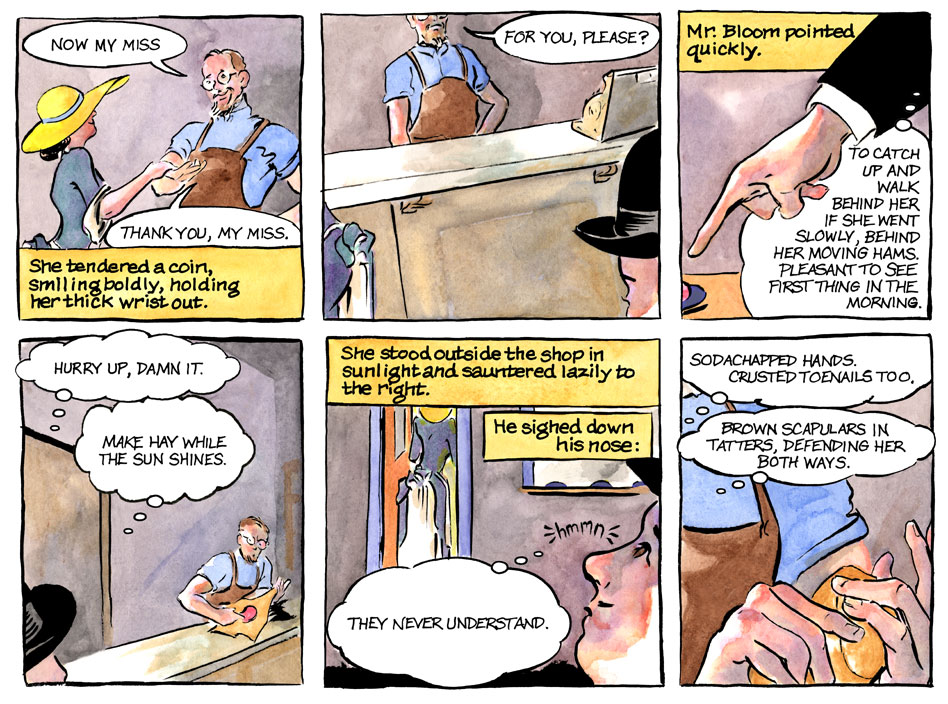 NOW MY MISS
THANK YOU, MY MISS.
She tendered a coin,
smiling boldly, holding
her thick wrist out.
FOR YOU, PLEASE?
Mr. Bloom pointed
quickly.
TO CATCH
UP AND
WALK
BEHIND HER
IF SHE WENT
SLOWLY, BEHIND
HER MOVING HAMS.
PLEASANT TO SEE
FIRST THING IN THE
MORNING.
HURRY UP, DAMN IT.
MAKE HAY WHILE
THE SUN SHINES.
She stood outside the shop in
sunlight and sauntered lazily to
the right.
He sighed down
his nose:
hmmn
THEY NEVER UNDERSTAND.
SODACHAPPED HANDS.
CRUSTED TOENAILS TOO.
BROWN SCAPULARS IN
TATTERS, DEFENDING HER
BOTH WAYS.